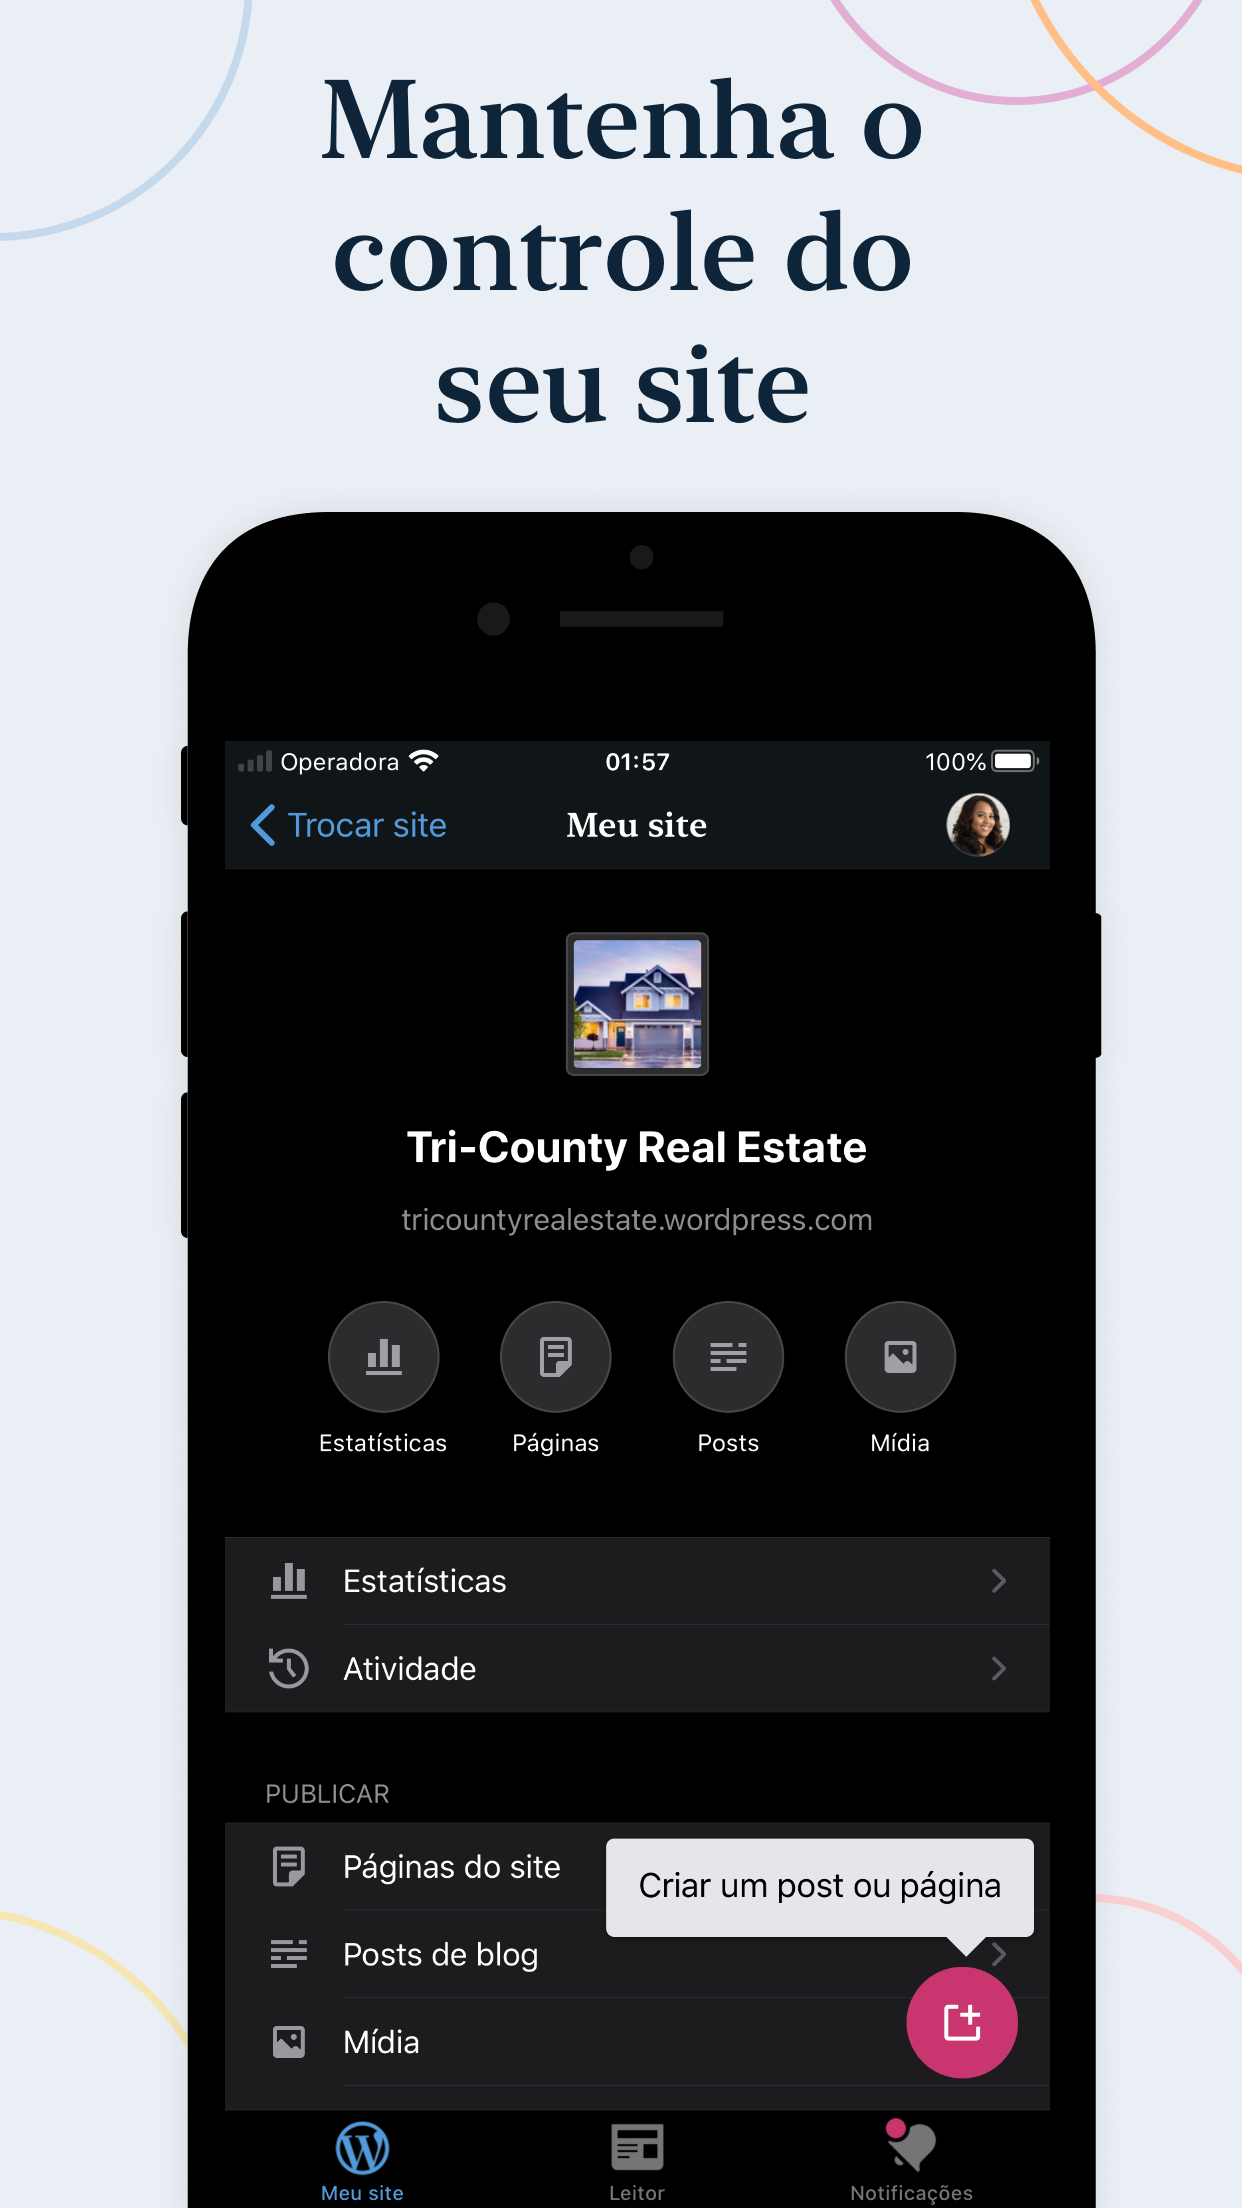 Mantenha o
controle do
seu site
Operadora 01:57 100%
Trocar site Meu site
Tri-County Real Estate
tricountyrealestate.wordpress.com
Estatísticas Páginas Posts Mídia
Estatísticas
Atividade
PUBLICAR
Páginas do site
Criar um post ou página
Posts de blog
Mídia
Meu site Leitor Notificações